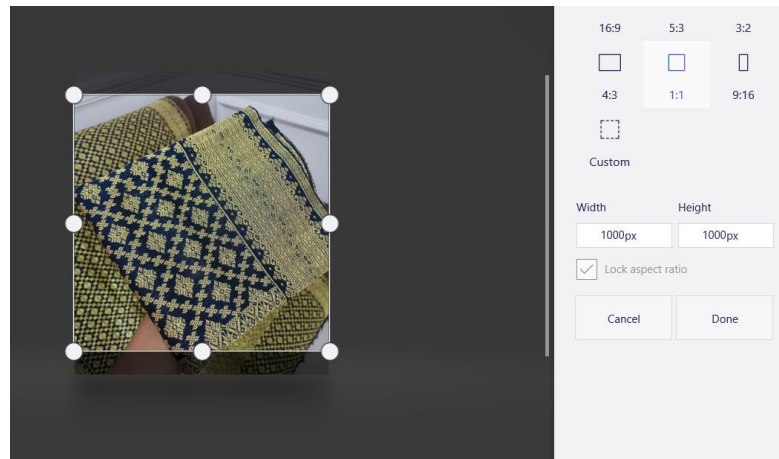 16:9 5:3 3:2
4:3 1:1 9:16
Custom
Width Height
1000px 1000px
Lock aspect ratio
Cancel Done